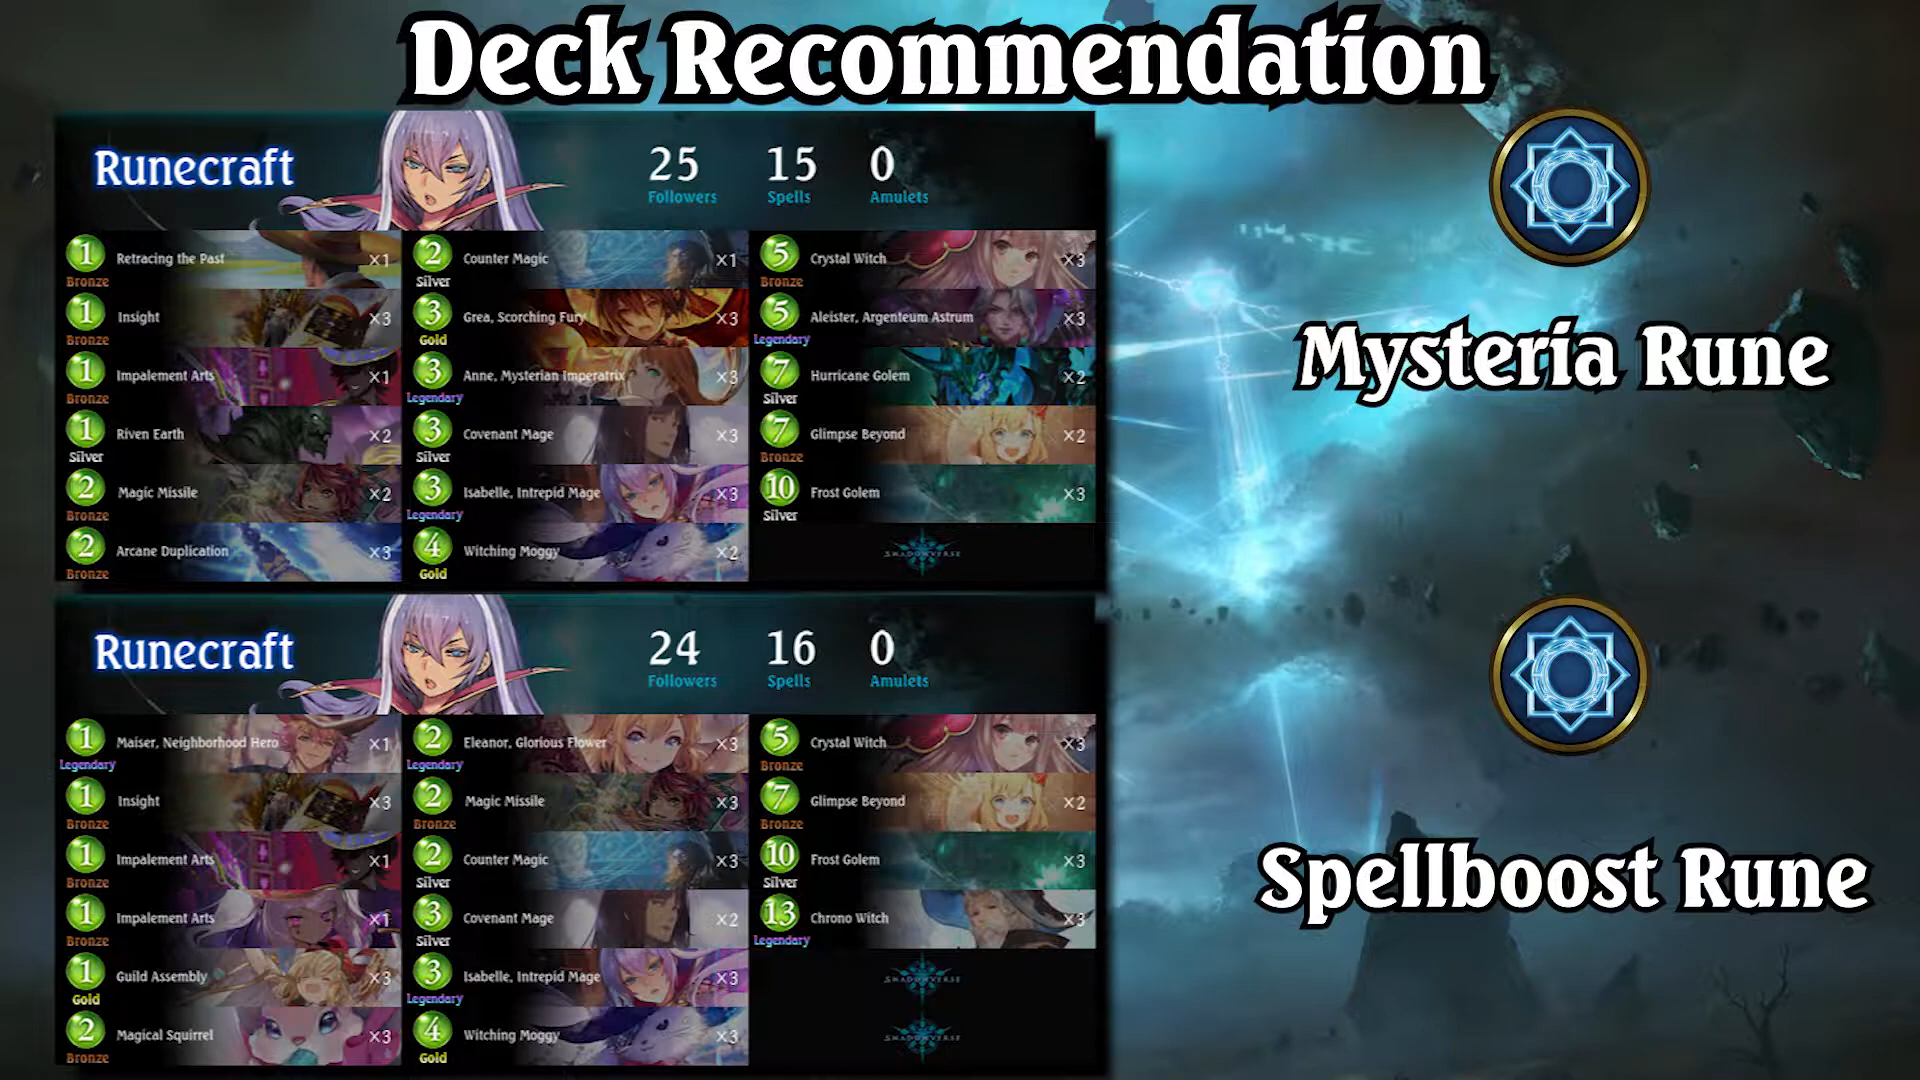 Deck Recommendation
Runecraft
25 15 0
Followers Spells Amulets
1 Retracing the Past ×1
Bronze
1 Insight ×3
Bronze
1 Impalement Arts ×1
Bronze
1 Riven Earth ×2
Silver
2 Magic Missile ×2
Bronze
2 Arcane Duplication ×3
Bronze
2 Counter Magic ×1
Silver
3 Grea, Scorching Fury ×3
Gold
3 Anne, Mysterian Imperatrix ×3
Legendary
3 Covenant Mage ×3
Silver
3 Isabelle, Intrepid Mage ×3
Legendary
4 Witching Moggy ×2
Gold
5 Crystal Witch ×3
Bronze
5 Aleister, Argenteum Astrum ×3
Legendary
7 Hurricane Golem ×2
Silver
7 Glimpse Beyond ×2
Bronze
10 Frost Golem ×3
Silver
SHADOWVERSE
Mysteria Rune
Runecraft
24 16 0
Followers Spells Amulets
1 Maiser, Neighborhood Hero ×1
Legendary
1 Insight ×3
Bronze
1 Impalement Arts ×1
Bronze
1 Impalement Arts ×1
Bronze
1 Guild Assembly ×3
Gold
2 Magical Squirrel ×3
Bronze
2 Eleanor, Glorious Flower ×3
Legendary
2 Magic Missile ×3
Bronze
2 Counter Magic ×3
Silver
3 Covenant Mage ×2
Silver
3 Isabelle, Intrepid Mage ×3
Legendary
4 Witching Moggy ×3
Gold
5 Crystal Witch ×3
Bronze
7 Glimpse Beyond ×2
Bronze
10 Frost Golem ×3
Silver
13 Chrono Witch ×3
Legendary
SHADOWVERSE
SHADOWVERSE
Spellboost Rune